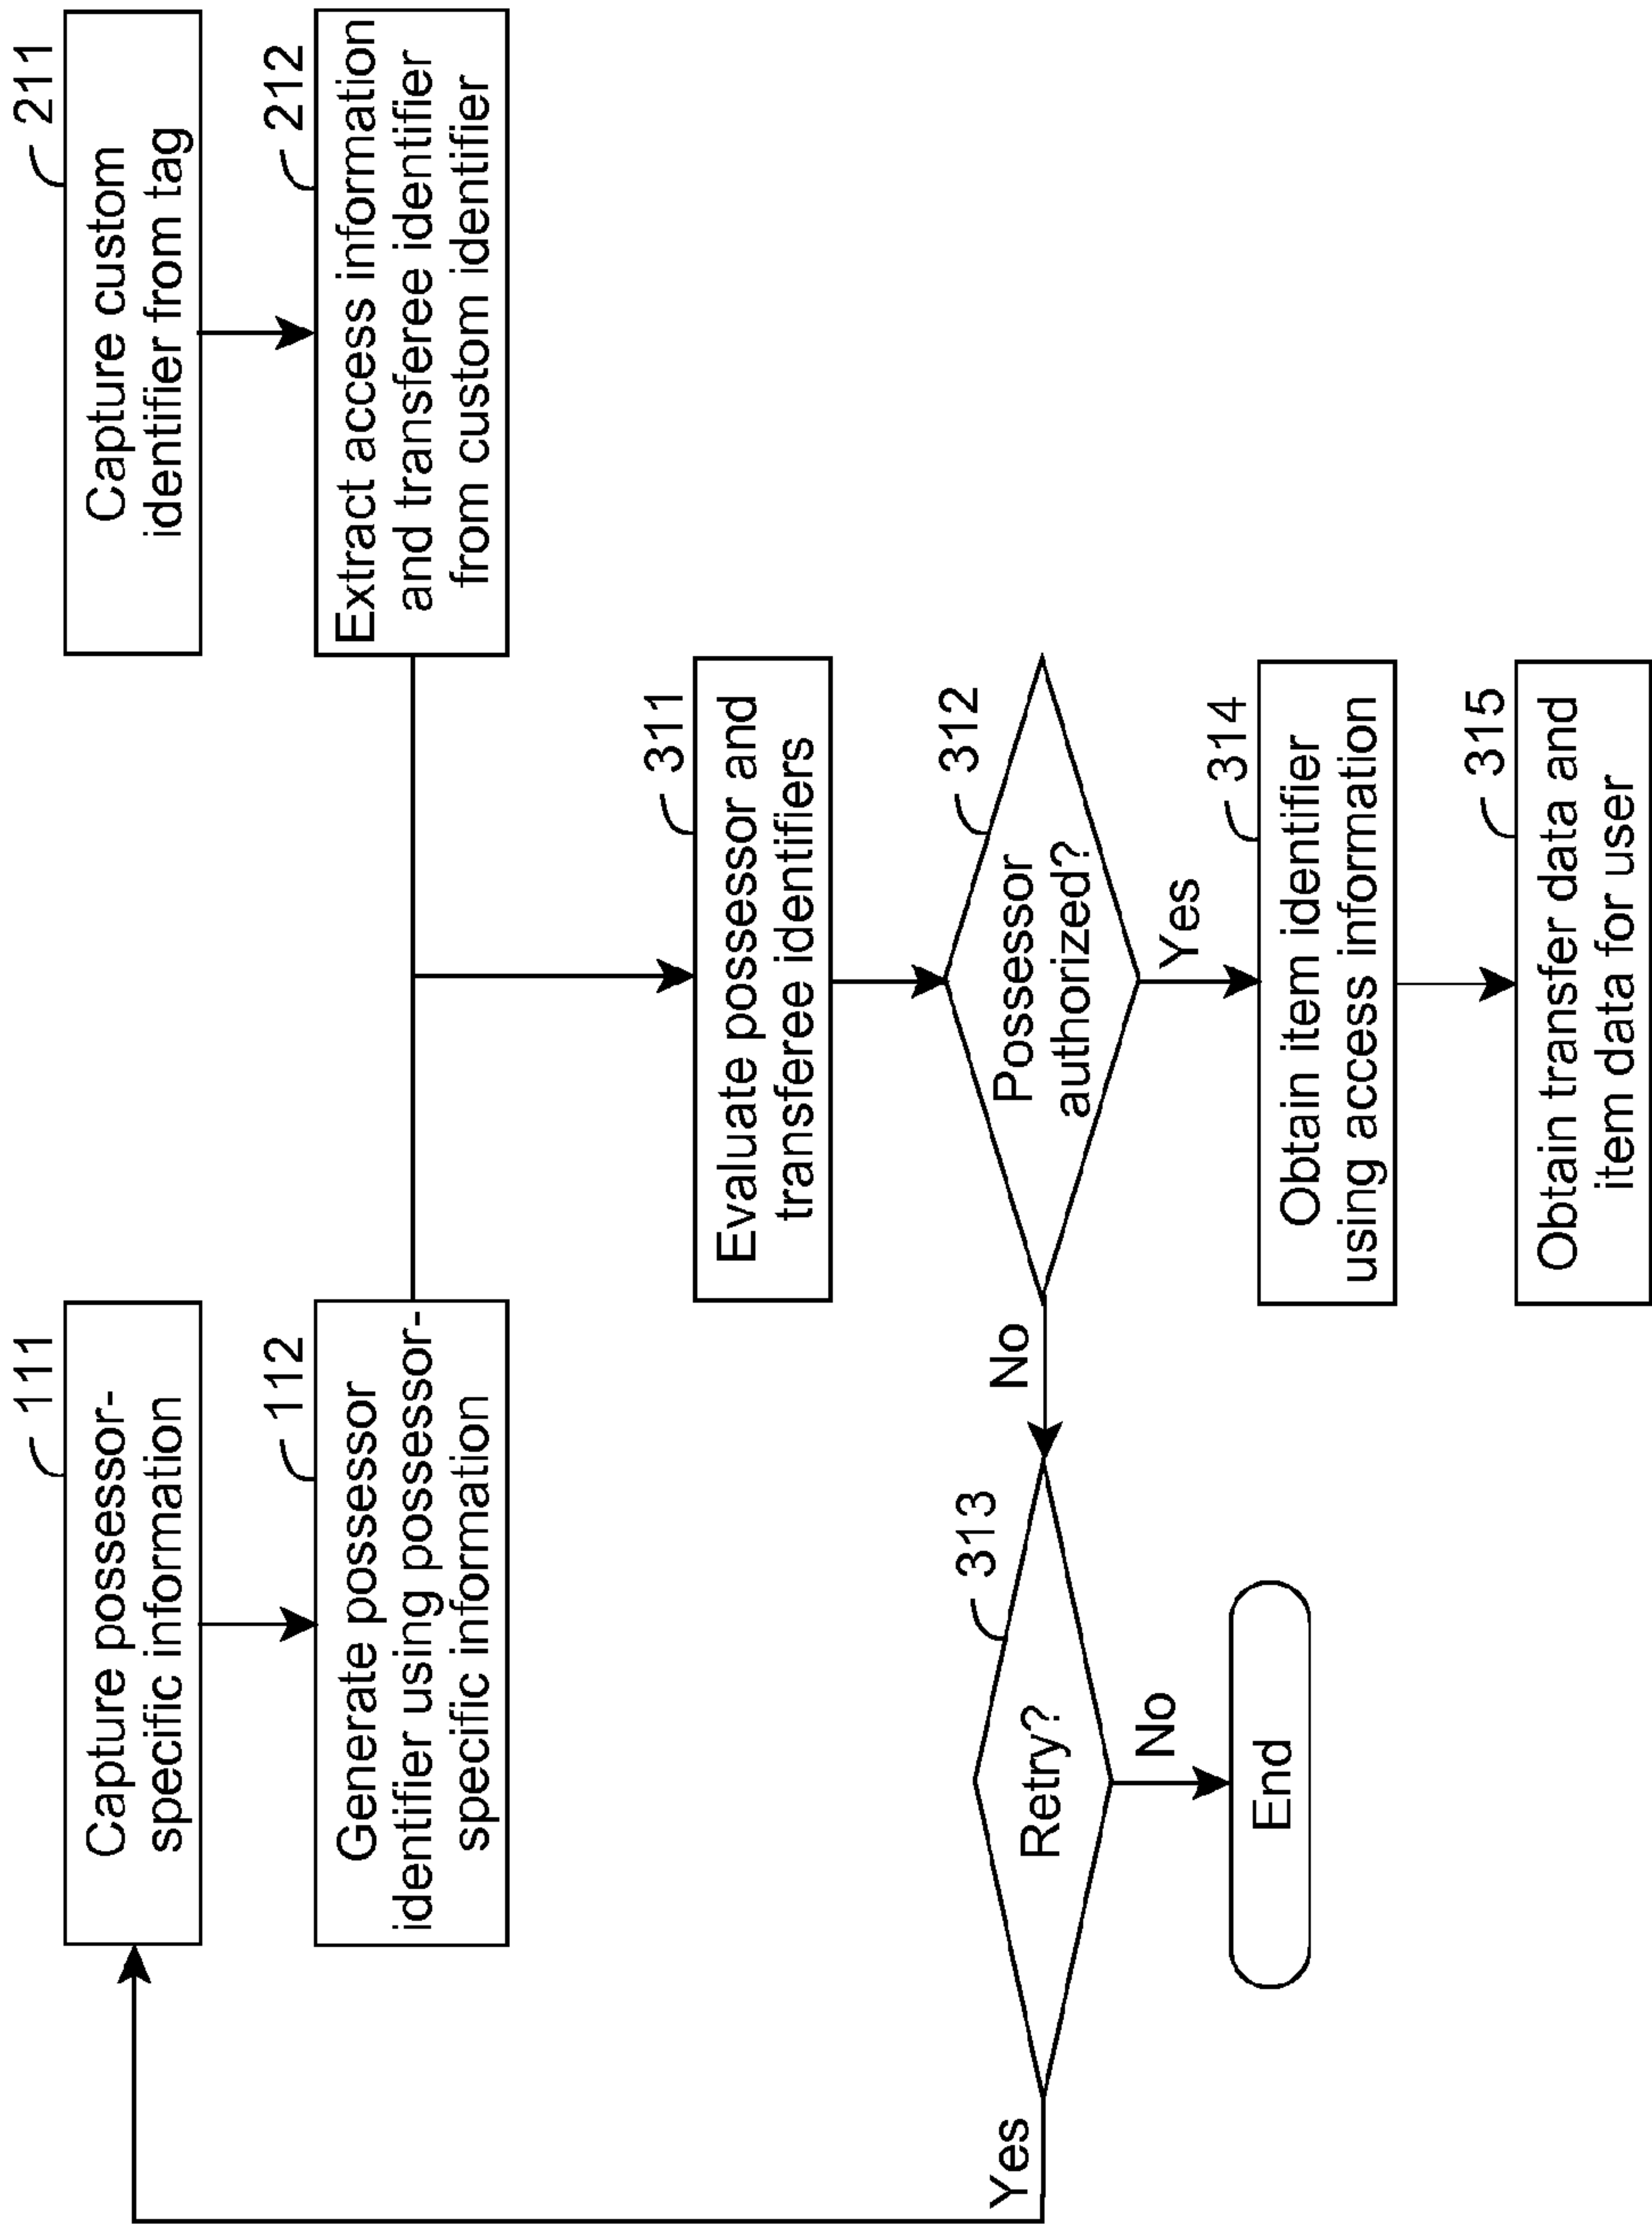 111
Capture possessor-
specific information
112
Generate possessor
identifier using possessor-
specific information
211
Capture custom
identifier from tag
212
Extract access information
and transferee identifier
from custom identifier
311
Evaluate possessor and
transferee identifiers
312
Possessor
authorized?
No
Yes
313
Retry?
Yes
No
End
314
Obtain item identifier
using access information
315
Obtain transfer data and
item data for user